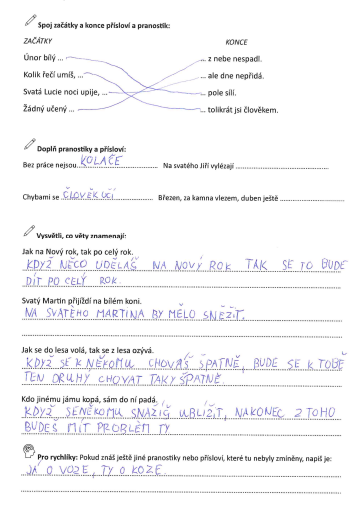 Spoj začátky a konce přísloví a pranostik:
ZAČÁTKY KONCE
Únor bílý ... ... z nebe nespadl.
Kolik řečí umíš, ... ... ale dne nepřidá.
Svatá Lucie noci upije, ... ... pole sílí.
Žádný učený ... ... tolikrát jsi člověkem.
Doplň pranostiky a přísloví:
Bez práce nejsou KOLAČE Na svatého Jiří vylézají
Chybami se ČLOVĚK UČÍ Březen, za kamna vlezem, duben ještě
Vysvětli, co věty znamenají:
Jak na Nový rok, tak po celý rok.
KDYŽ NĚCO UDĚLÁŠ NA NOVÝ ROK TAK SE TO BUDE
DÍT PO CELÝ ROK.
Svatý Martin přijíždí na bílém koni.
NA SVATEHO MARTINA BY MĚLO SNĚŽIT.
Jak se do lesa volá, tak se z lesa ozývá.
KDYŽ SE K NĚKOMU CHOVÁŠ ŠPATNĚ, BUDE SE K TOBĚ
TEN DRUHÝ CHOVAT TAKY ŠPATNĚ.
Kdo jinému jámu kopá, sám do ní padá.
KDYŽ SE NĚKOMU SNAŽÍŠ UBLÍŽIT, NAKONEC Z TOHO
BUDEŠ MÍT PROBLÉM TY
Pro rychlíky: Pokud znáš ještě jiné pranostiky nebo přísloví, které tu nebyly zmíněny, napiš je:
JÁ O VOZE, TY O KOZE